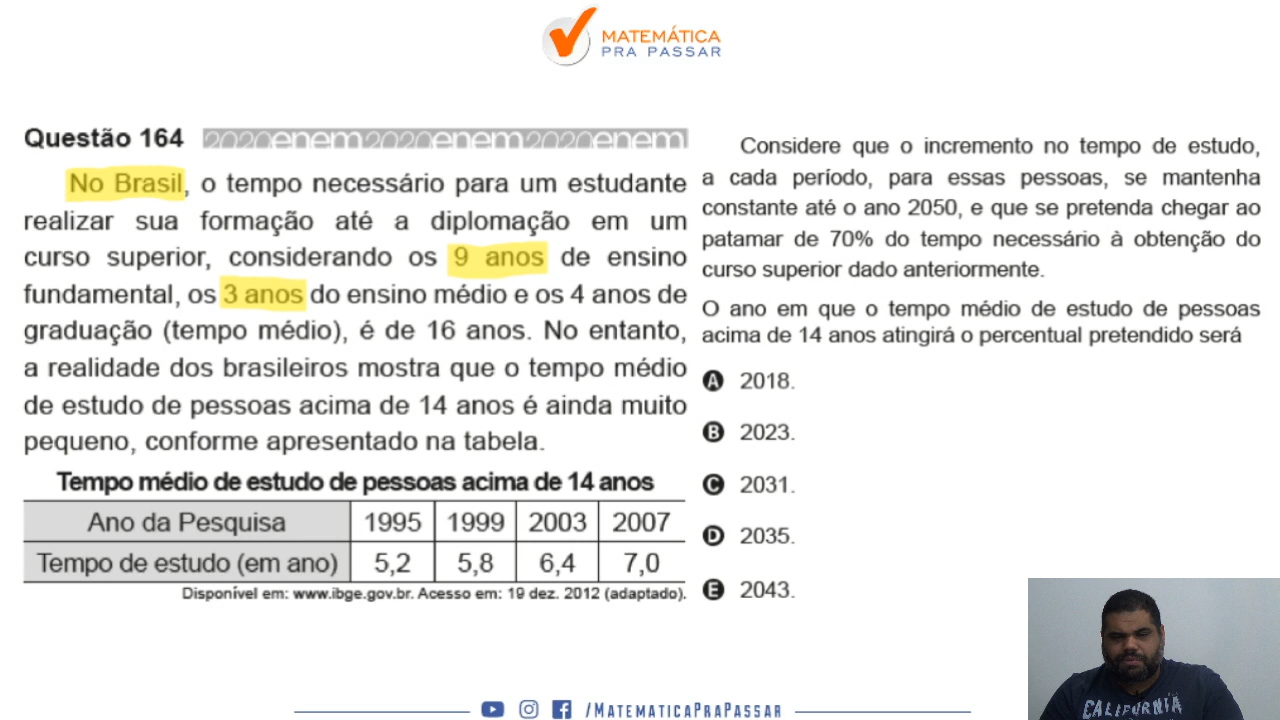 MATEMÁTICA
PRA PASSAR
Questão 164 2020enem2020enem2020enem
No Brasil, o tempo necessário para um estudante
realizar sua formação até a diplomação em um
curso superior, considerando os 9 anos de ensino
fundamental, os 3 anos do ensino médio e os 4 anos de
graduação (tempo médio), é de 16 anos. No entanto,
a realidade dos brasileiros mostra que o tempo médio
de estudo de pessoas acima de 14 anos é ainda muito
pequeno, conforme apresentado na tabela.
Tempo médio de estudo de pessoas acima de 14 anos
Ano da Pesquisa 1995 1999 2003 2007
Tempo de estudo (em ano) 5,2 5,8 6,4 7,0
Disponível em: www.ibge.gov.br. Acesso em: 19 dez. 2012 (adaptado).
Considere que o incremento no tempo de estudo,
a cada período, para essas pessoas, se mantenha
constante até o ano 2050, e que se pretenda chegar ao
patamar de 70% do tempo necessário à obtenção do
curso superior dado anteriormente.
O ano em que o tempo médio de estudo de pessoas
acima de 14 anos atingirá o percentual pretendido será
A 2018.
B 2023.
C 2031.
D 2035.
E 2043.
CALIFORNIA
/MATEMATICAPRAPASSAR